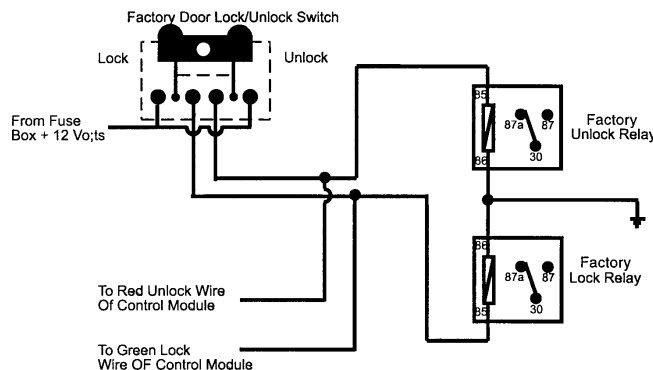 Factory Door Lock/Unlock Switch
Lock
Unlock
From Fuse
Box + 12 Vo;ts
85
87a
87
30
86
Factory
Unlock Relay
86
87a
87
30
85
Factory
Lock Relay
To Red Unlock Wire
Of Control Module
To Green Lock
Wire OF Control Module